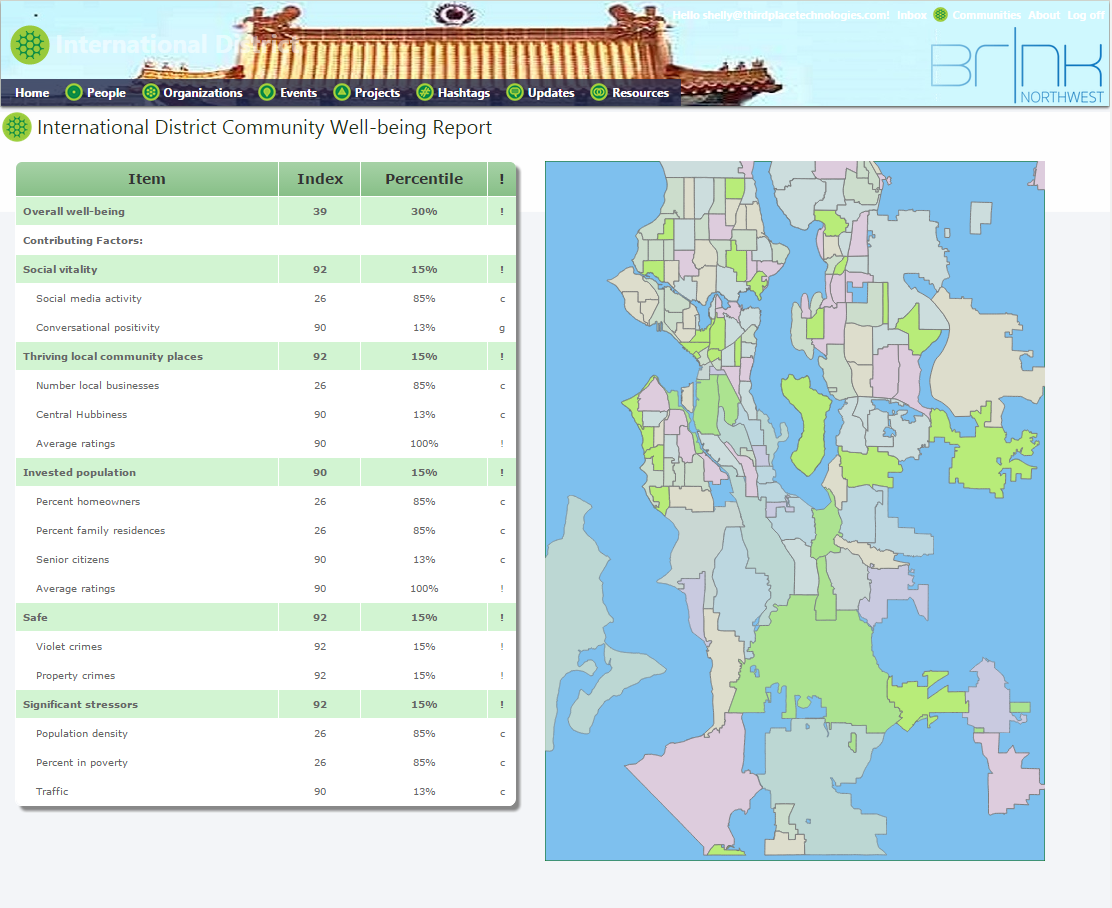 Hello shelly@thirdplacetechnologies.com! Inbox Communities About Log off
International District
BRINK
NORTHWEST
Home People Organizations Events Projects Hashtags Updates Resources
International District Community Well-being Report
Item Index Percentile !
Overall well-being 39 30% !
Contributing Factors:
Social vitality 92 15% !
Social media activity 26 85% c
Conversational positivity 90 13% g
Thriving local community places 92 15% !
Number local businesses 26 85% c
Central Hubbiness 90 13% c
Average ratings 90 100% !
Invested population 90 15% !
Percent homeowners 26 85% c
Percent family residences 26 85% c
Senior citizens 90 13% c
Average ratings 90 100% !
Safe 92 15% !
Violet crimes 92 15% !
Property crimes 92 15% !
Significant stressors 92 15% !
Population density 26 85% c
Percent in poverty 26 85% c
Traffic 90 13% c